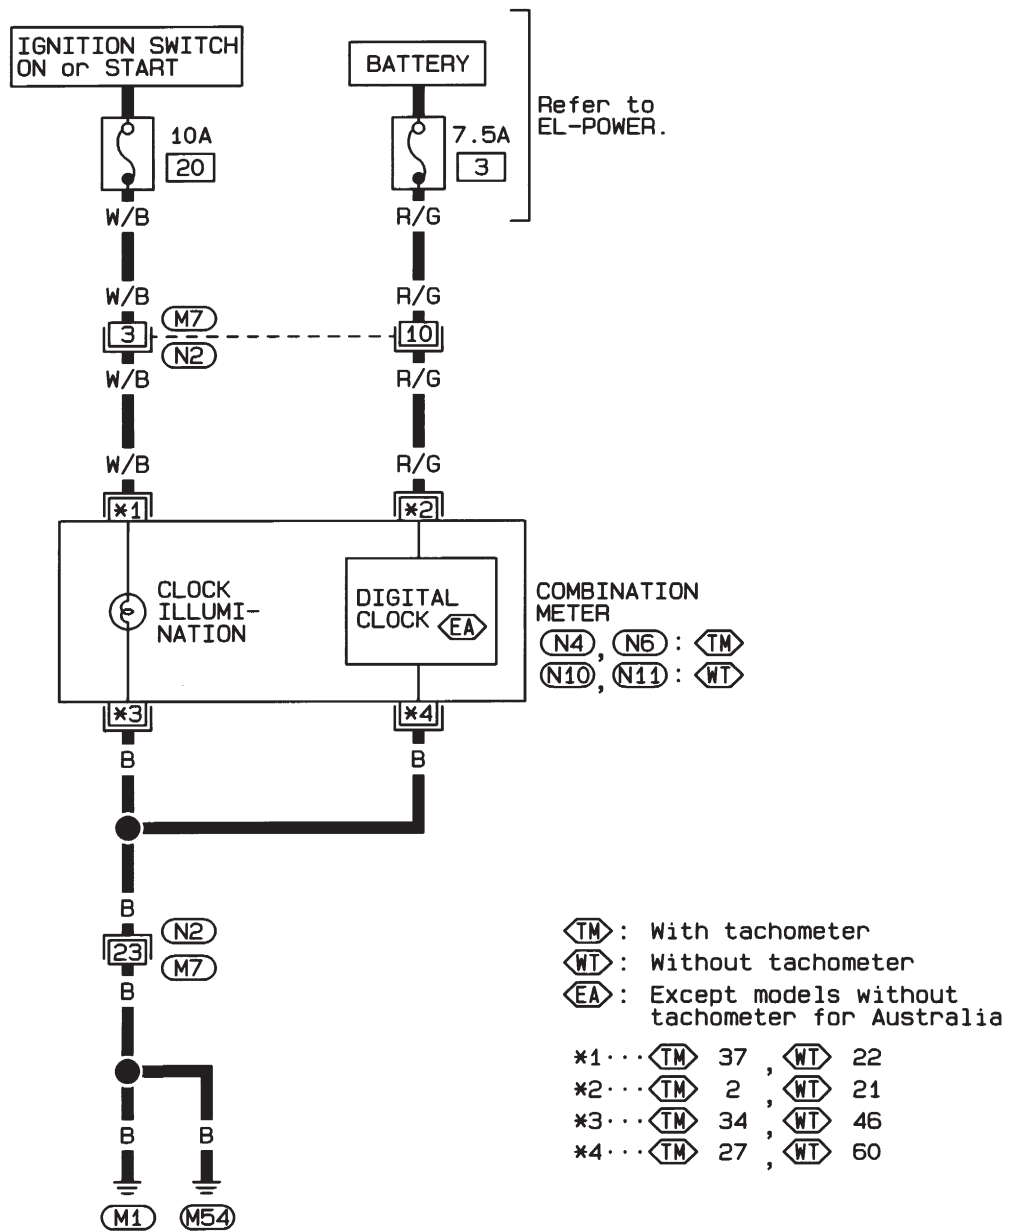 IGNITION SWITCH
ON or START
BATTERY
Refer to
EL-POWER.
10A
20
7.5A
3
W/B
R/G
W/B
R/G
3
M7
N2
10
W/B
R/G
W/B
R/G
*1
*2
CLOCK
ILLUMI-
NATION
DIGITAL
CLOCK EA
COMBINATION
METER
N4 , N6 : TM
N10 , N11 : WT
*3
*4
B
B
B
23
N2
M7
B
B
B
M1
M54
TM : With tachometer
WT : Without tachometer
EA : Except models without
tachometer for Australia
*1··· TM 37 , WT 22
*2··· TM 2 , WT 21
*3··· TM 34 , WT 46
*4··· TM 27 , WT 60